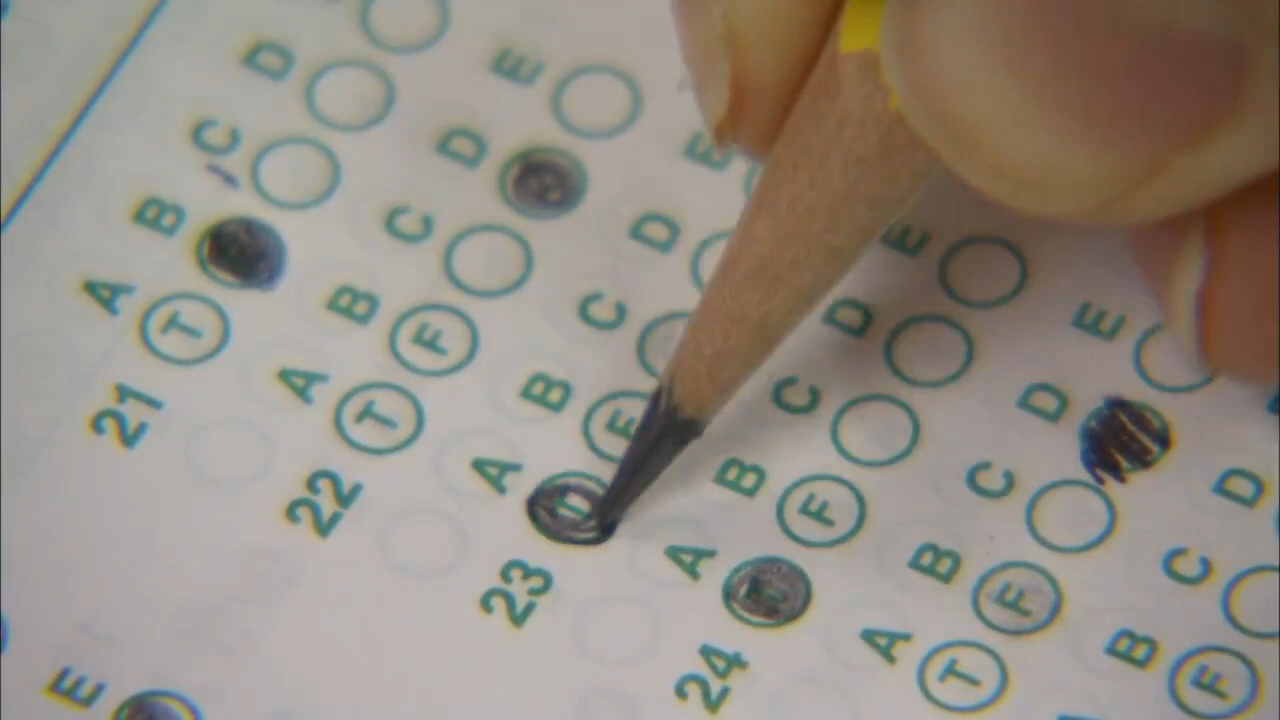 21 A T B C D
22 A T B F C D E
23 A T B F C D E
24 A B F C D E
A T B F C D E
B F C D
E